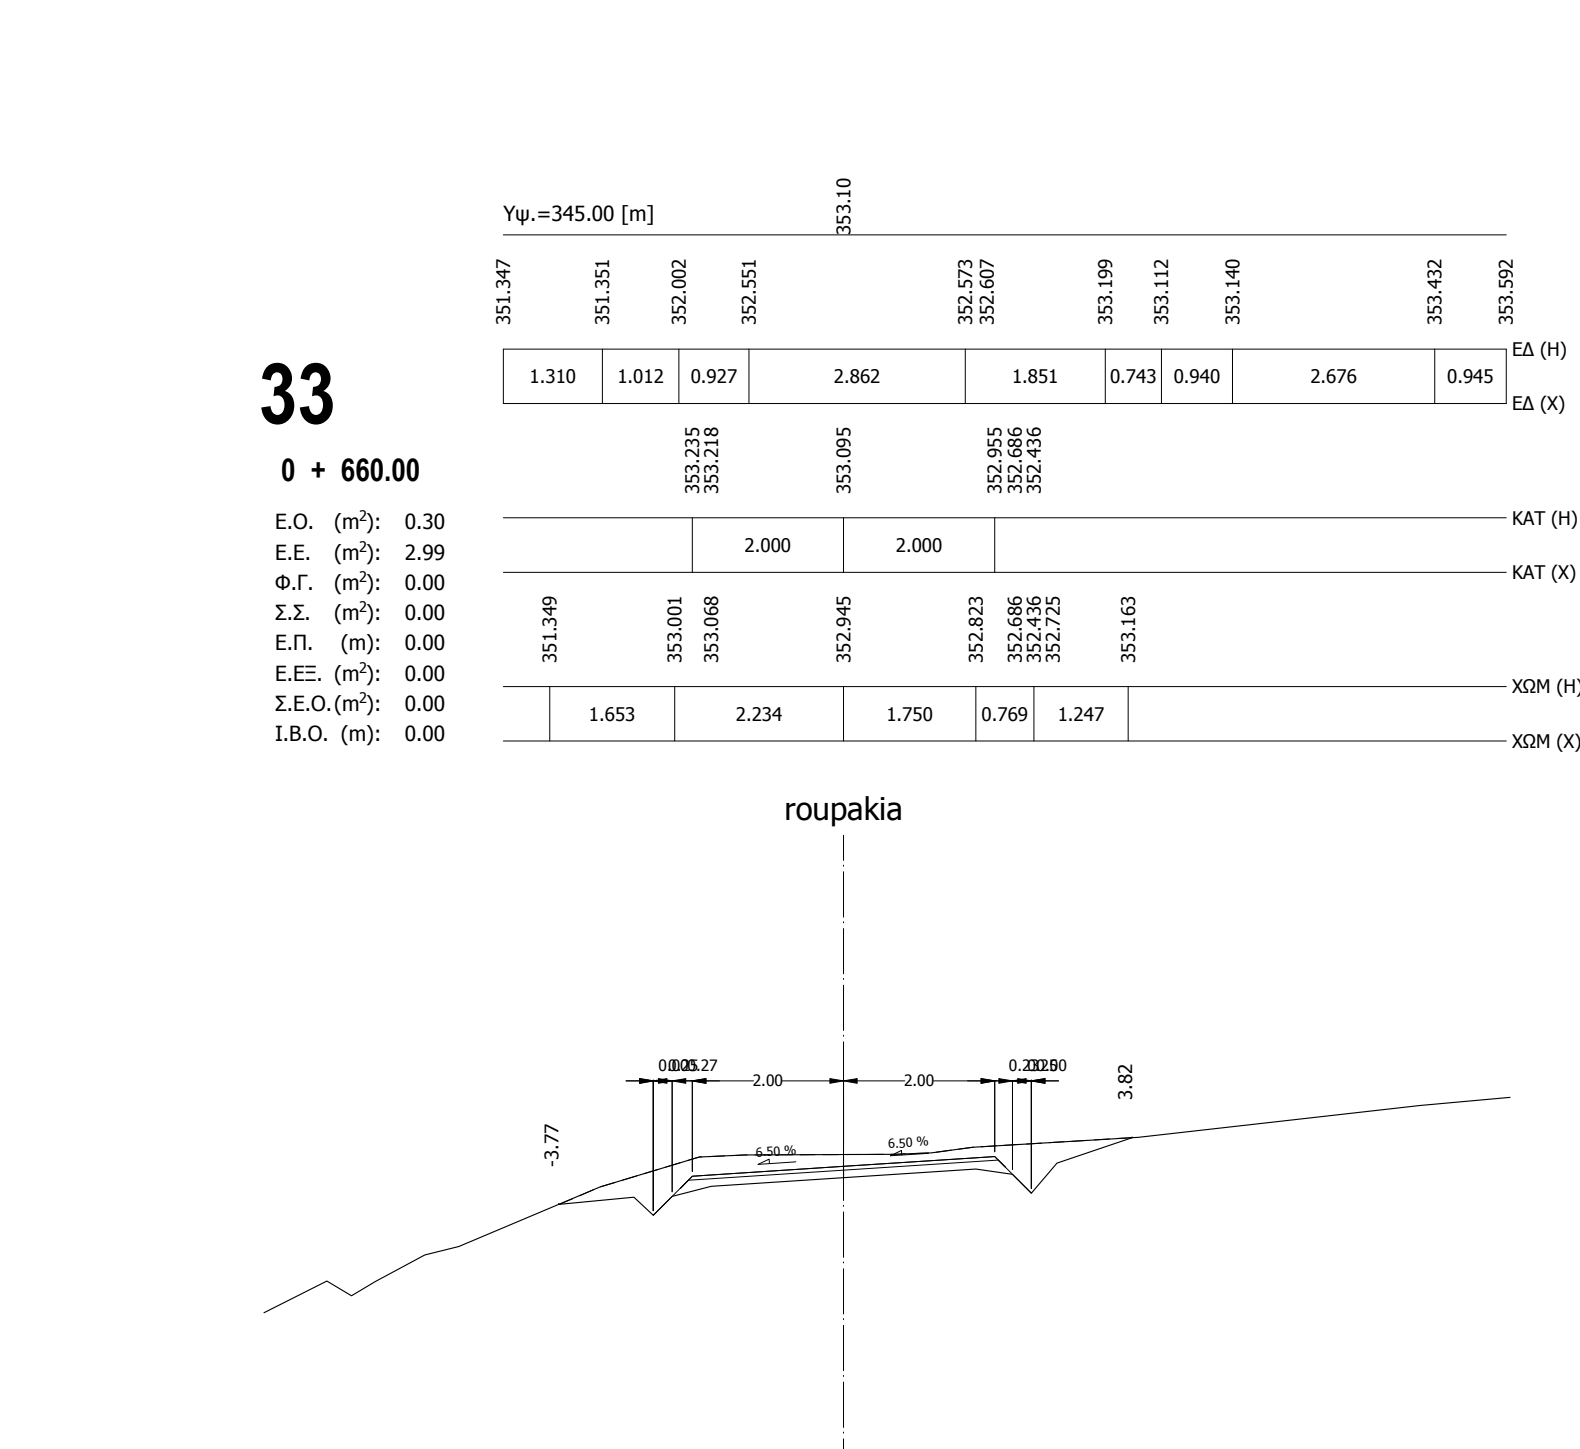 353.10
Υψ.=345.00 [m]
351.347 351.351 352.002 352.551 352.573 352.607 353.199 353.112 353.140 353.432 353.592
ΕΔ (Η)
1.310 1.012 0.927 2.862 1.851 0.743 0.940 2.676 0.945
ΕΔ (Χ)
33
353.235 353.218 353.095 352.955 352.686 352.436
0 + 660.00
ΚΑΤ (Η)
2.000 2.000
ΚΑΤ (Χ)
Ε.Ο. (m²): 0.30
Ε.Ε. (m²): 2.99
Φ.Γ. (m²): 0.00
Σ.Σ. (m²): 0.00
Ε.Π. (m): 0.00
Ε.ΕΞ. (m²): 0.00
Σ.Ε.Ο. (m²): 0.00
Ι.Β.Ο. (m): 0.00
351.349 353.001 353.068 352.945 352.823 352.686 352.436 352.725 353.163
ΧΩΜ (Η)
1.653 2.234 1.750 0.769 1.247
ΧΩΜ (Χ)
roupakia
2.00 2.00
3.82
-3.77
6.50 % 6.50 %